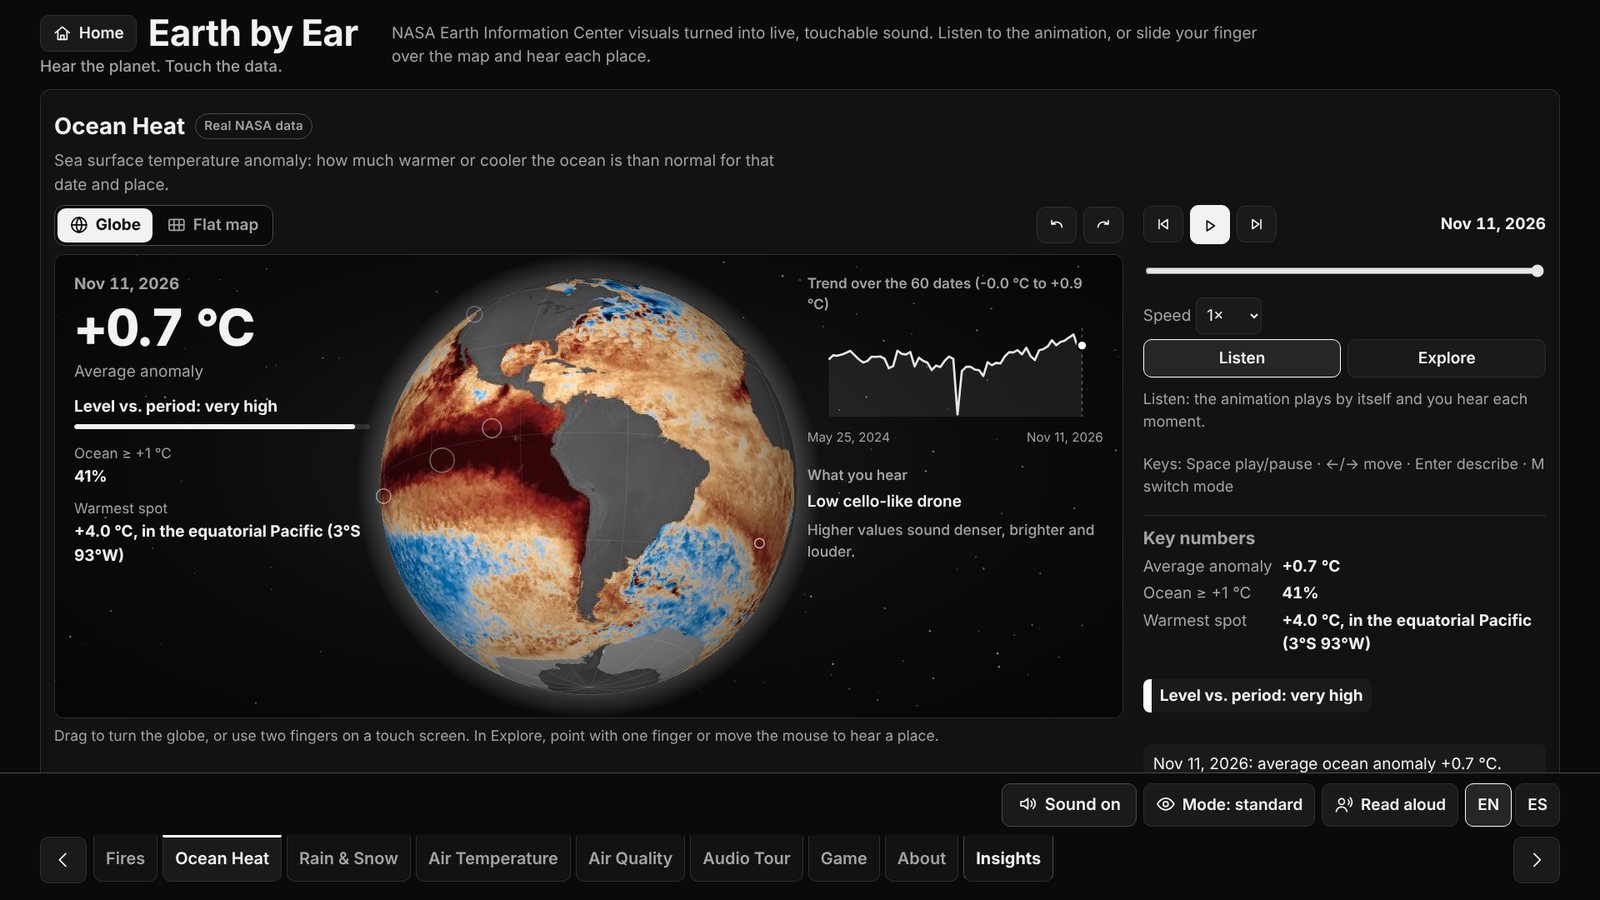 Home
Earth by Ear
Hear the planet. Touch the data.
NASA Earth Information Center visuals turned into live, touchable sound. Listen to the animation, or slide your finger
over the map and hear each place.
Ocean Heat
Real NASA data
Sea surface temperature anomaly: how much warmer or cooler the ocean is than normal for that
date and place.
Globe
Flat map
Nov 11, 2026
+0.7 °C
Average anomaly
Level vs. period: very high
Ocean ≥ +1 °C
41%
Warmest spot
+4.0 °C, in the equatorial Pacific (3°S
93°W)
Trend over the 60 dates (-0.0 °C to +0.9
°C)
May 25, 2024
Nov 11, 2026
What you hear
Low cello-like drone
Higher values sound denser, brighter and
louder.
Drag to turn the globe, or use two fingers on a touch screen. In Explore, point with one finger or move the mouse to hear a place.
Nov 11, 2026
Speed
1×
Listen
Explore
Listen: the animation plays by itself and you hear each
moment.
Keys: Space play/pause · ←/→ move · Enter describe · M
switch mode
Key numbers
Average anomaly +0.7 °C
Ocean ≥ +1 °C 41%
Warmest spot +4.0 °C, in the equatorial Pacific
(3°S 93°W)
Level vs. period: very high
Nov 11, 2026: average ocean anomaly +0.7 °C.
Sound on
Mode: standard
Read aloud
EN
ES
Fires
Ocean Heat
Rain & Snow
Air Temperature
Air Quality
Audio Tour
Game
About
Insights